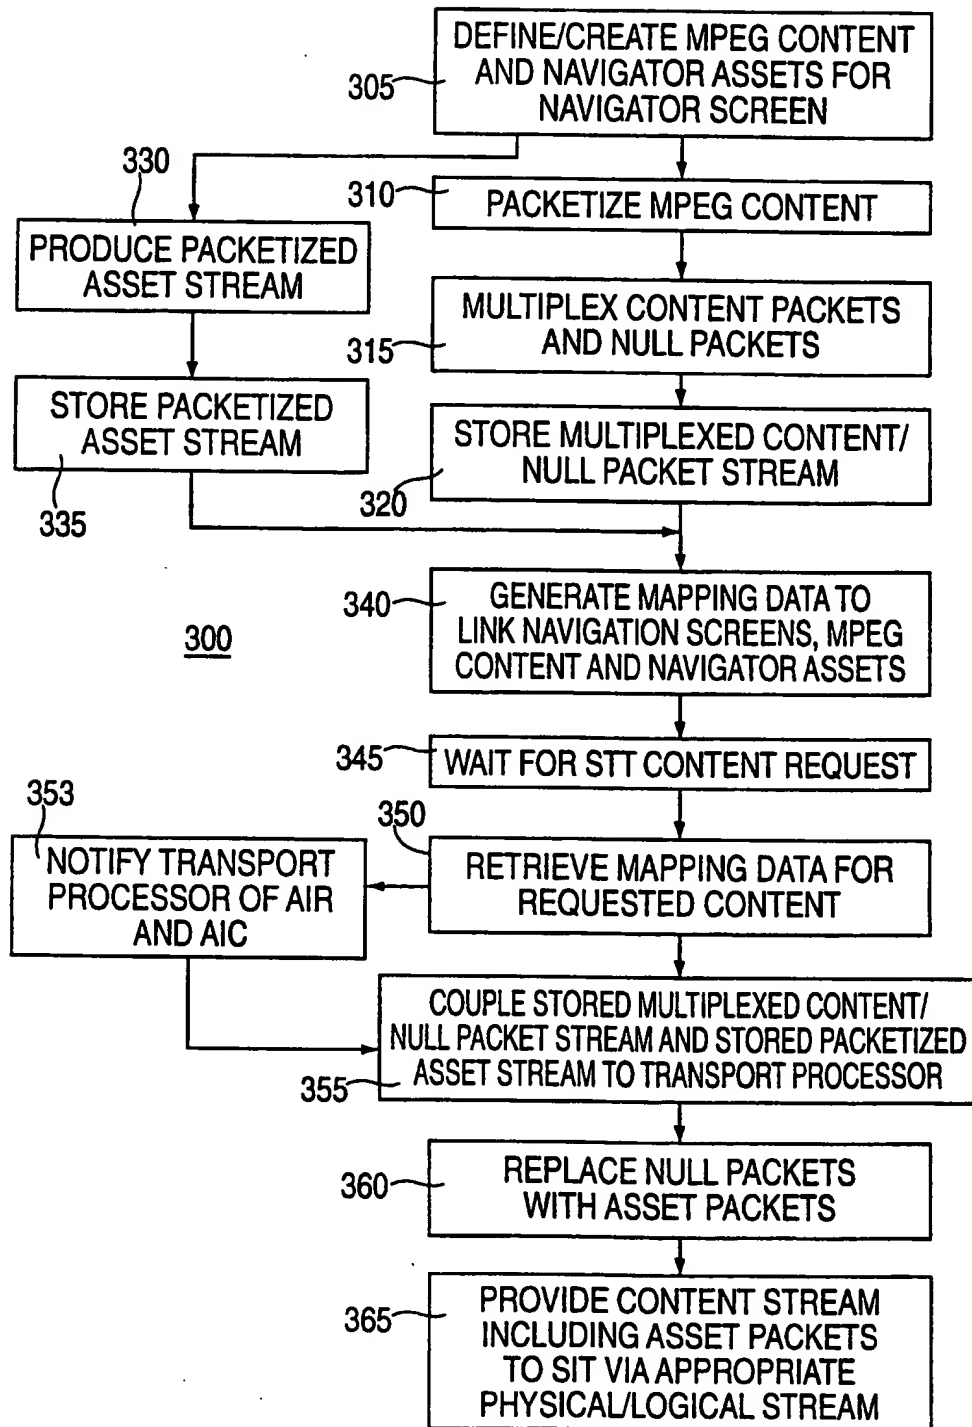 DEFINE/CREATE MPEG CONTENT
AND NAVIGATOR ASSETS FOR
NAVIGATOR SCREEN
305
330
310
PACKETIZE MPEG CONTENT
PRODUCE PACKETIZED
ASSET STREAM
MULTIPLEX CONTENT PACKETS
AND NULL PACKETS
315
STORE PACKETIZED
ASSET STREAM
335
STORE MULTIPLEXED CONTENT/
NULL PACKET STREAM
320
300
340
GENERATE MAPPING DATA TO
LINK NAVIGATION SCREENS, MPEG
CONTENT AND NAVIGATOR ASSETS
345
WAIT FOR STT CONTENT REQUEST
353
350
NOTIFY TRANSPORT
PROCESSOR OF AIR
AND AIC
RETRIEVE MAPPING DATA FOR
REQUESTED CONTENT
COUPLE STORED MULTIPLEXED CONTENT/
NULL PACKET STREAM AND STORED PACKETIZED
ASSET STREAM TO TRANSPORT PROCESSOR
355
360
REPLACE NULL PACKETS
WITH ASSET PACKETS
365
PROVIDE CONTENT STREAM
INCLUDING ASSET PACKETS
TO SIT VIA APPROPRIATE
PHYSICAL/LOGICAL STREAM